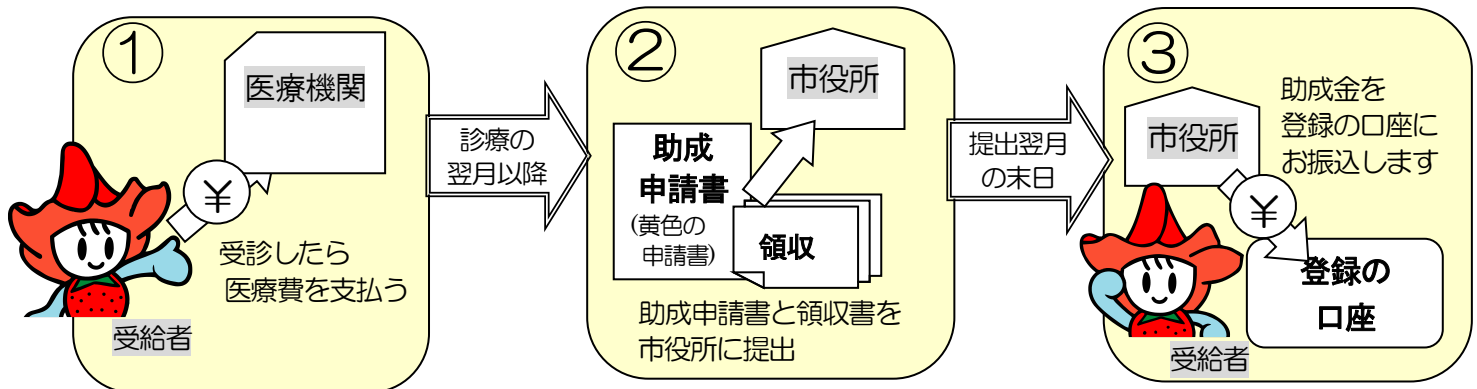 ①
医療機関
¥
受診したら
医療費を支払う
受給者
診療の
翌月以降
②
市役所
助成
申請書
(黄色の
申請書)
領収
助成申請書と領収書を
市役所に提出
提出翌月
の末日
③
市役所
助成金を
登録の口座に
お振込します
¥
登録の
口座
受給者